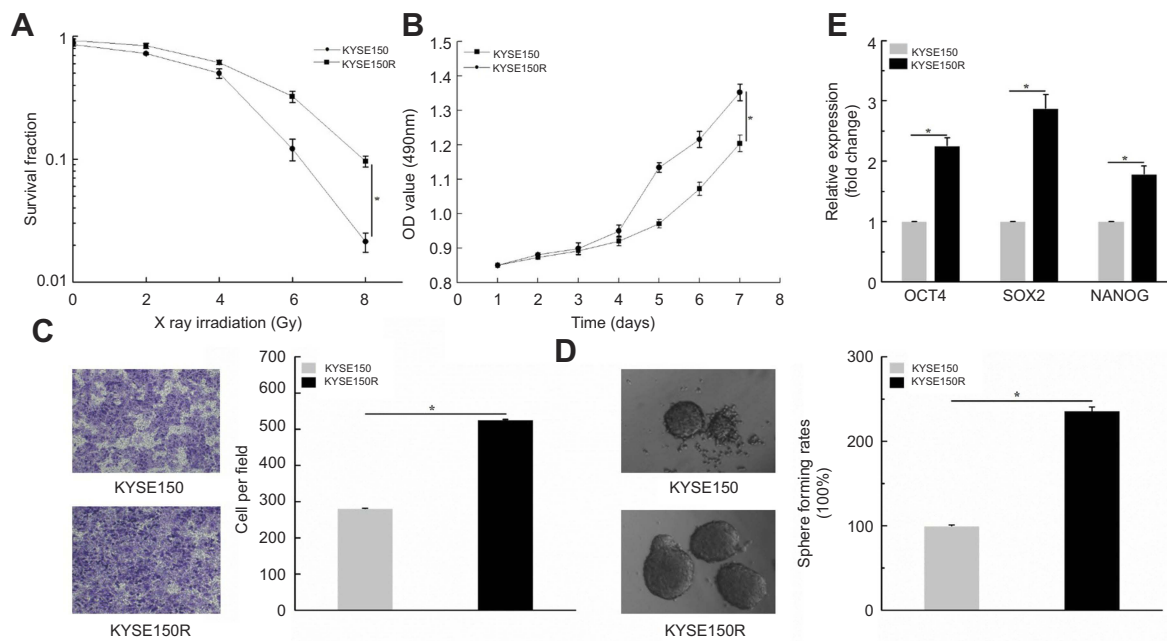 A
Survival fraction
1
0.1
0.01
0
2
4
6
8
X ray irradiation (Gy)
KYSE150
KYSE150R
*
B
OD value (490nm)
1.6
1.5
1.4
1.3
1.2
1.1
1.0
0.9
0.8
0
1
2
3
4
5
6
7
8
Time (days)
KYSE150
KYSE150R
*
E
Relative expression
(fold change)
4
3
2
1
0
KYSE150
KYSE150R
*
*
*
OCT4
SOX2
NANOG
C
KYSE150
KYSE150R
Cell per field
700
600
500
400
300
200
100
0
KYSE150
KYSE150R
*
D
KYSE150
KYSE150R
Sphere forming rates
(100%)
300
200
100
0
KYSE150
KYSE150R
*